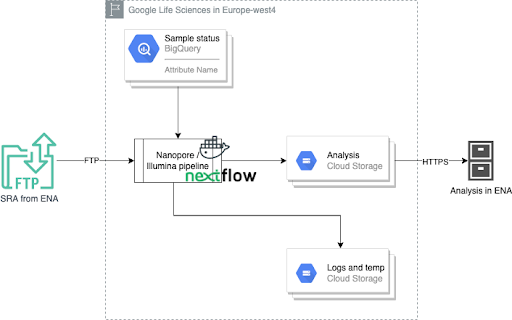 Google Life Sciences in Europe-west4
Sample status
BigQuery
Attribute Name
FTP
SRA from ENA
FTP
Nanopore /
Illumina pipeline
nextflow
Analysis
Cloud Storage
HTTPS
Analysis in ENA
Logs and temp
Cloud Storage